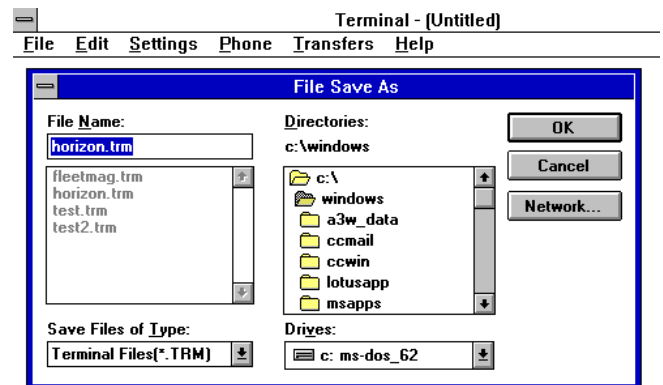 Terminal - (Untitled)
File Edit Settings Phone Transfers Help
File Save As
File Name:
horizon.trm
fleetmag.trm
horizon.trm
test.trm
test2.trm
Save Files of Type:
Terminal Files(*.TRM)
Directories:
c:\windows
c:\
windows
a3w_data
ccmail
ccwin
lotusapp
msapps
Drives:
c: ms-dos_62
OK
Cancel
Network...